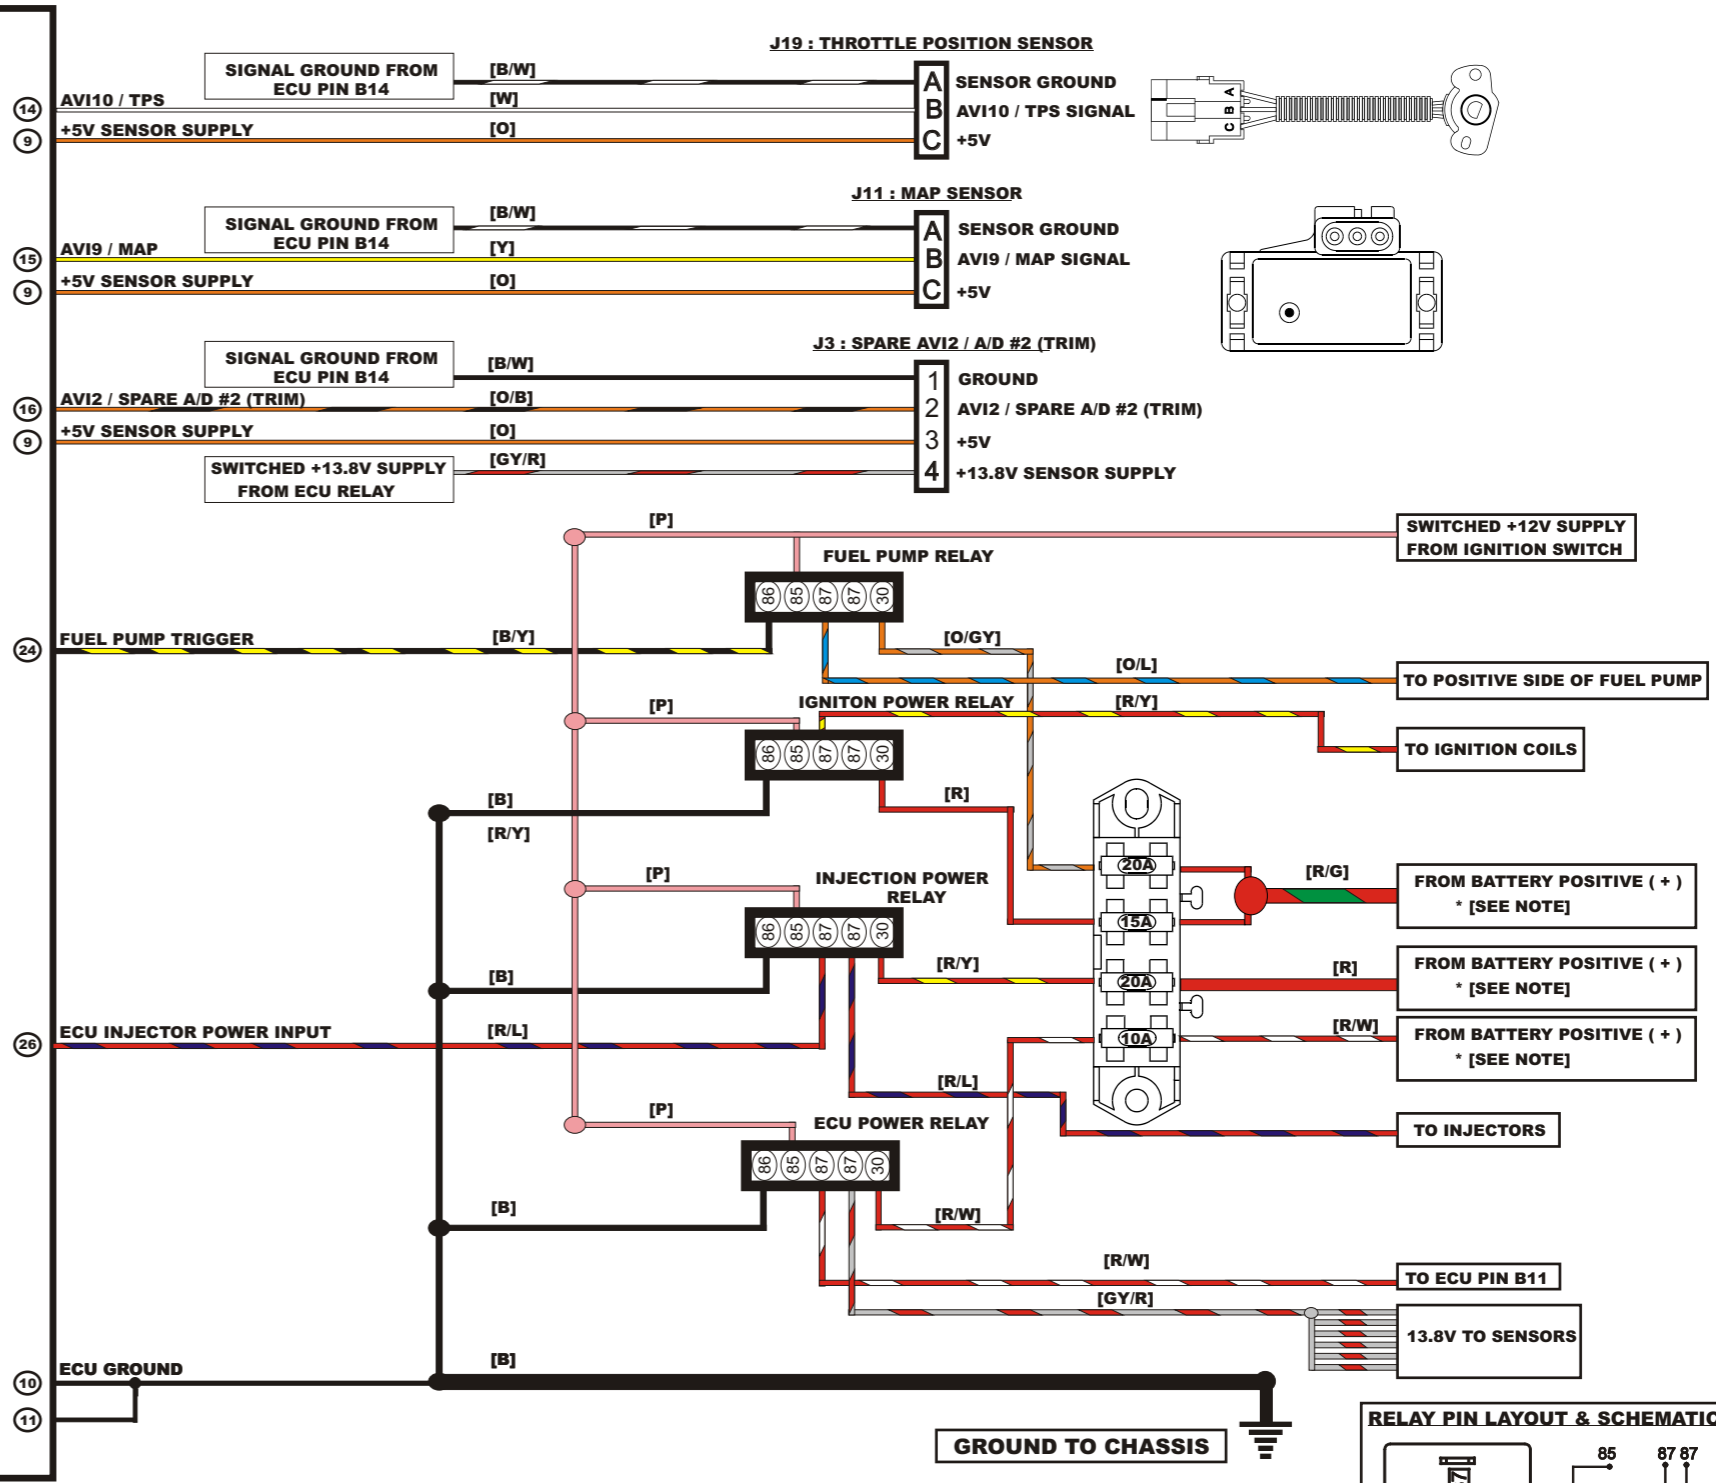 J19 : THROTTLE POSITION SENSOR
SIGNAL GROUND FROM
ECU PIN B14
[B/W]
A SENSOR GROUND
14 AVI10 / TPS [W] B AVI10 / TPS SIGNAL
9 +5V SENSOR SUPPLY [O] C +5V
A
B
C
J11 : MAP SENSOR
SIGNAL GROUND FROM
ECU PIN B14
[B/W]
A SENSOR GROUND
15 AVI9 / MAP [Y] B AVI9 / MAP SIGNAL
9 +5V SENSOR SUPPLY [O] C +5V
J3 : SPARE AVI2 / A/D #2 (TRIM)
SIGNAL GROUND FROM
ECU PIN B14
[B/W]
1 GROUND
16 AVI2 / SPARE A/D #2 (TRIM) [O/B] 2 AVI2 / SPARE A/D #2 (TRIM)
9 +5V SENSOR SUPPLY [O] 3 +5V
SWITCHED +13.8V SUPPLY
FROM ECU RELAY
[GY/R]
4 +13.8V SENSOR SUPPLY
[P]
SWITCHED +12V SUPPLY
FROM IGNITION SWITCH
FUEL PUMP RELAY
86 85 87 87 30
24 FUEL PUMP TRIGGER [B/Y]
[O/GY]
[O/L]
TO POSITIVE SIDE OF FUEL PUMP
[P]
IGNITON POWER RELAY
[R/Y]
TO IGNITION COILS
86 85 87 87 30
[B]
[R/Y]
[R]
20A
15A
20A
10A
[R/G]
FROM BATTERY POSITIVE ( + )
* [SEE NOTE]
[P]
INJECTION POWER
RELAY
86 85 87 87 30
[B]
[R/Y]
[R]
FROM BATTERY POSITIVE ( + )
* [SEE NOTE]
26 ECU INJECTOR POWER INPUT [R/L]
[R/W]
FROM BATTERY POSITIVE ( + )
* [SEE NOTE]
[R/L]
TO INJECTORS
[P]
ECU POWER RELAY
86 85 87 87 30
[B]
[R/W]
[R/W]
TO ECU PIN B11
[GY/R]
13.8V TO SENSORS
10 ECU GROUND [B]
11
GROUND TO CHASSIS
RELAY PIN LAYOUT & SCHEMATIC
85 87 87